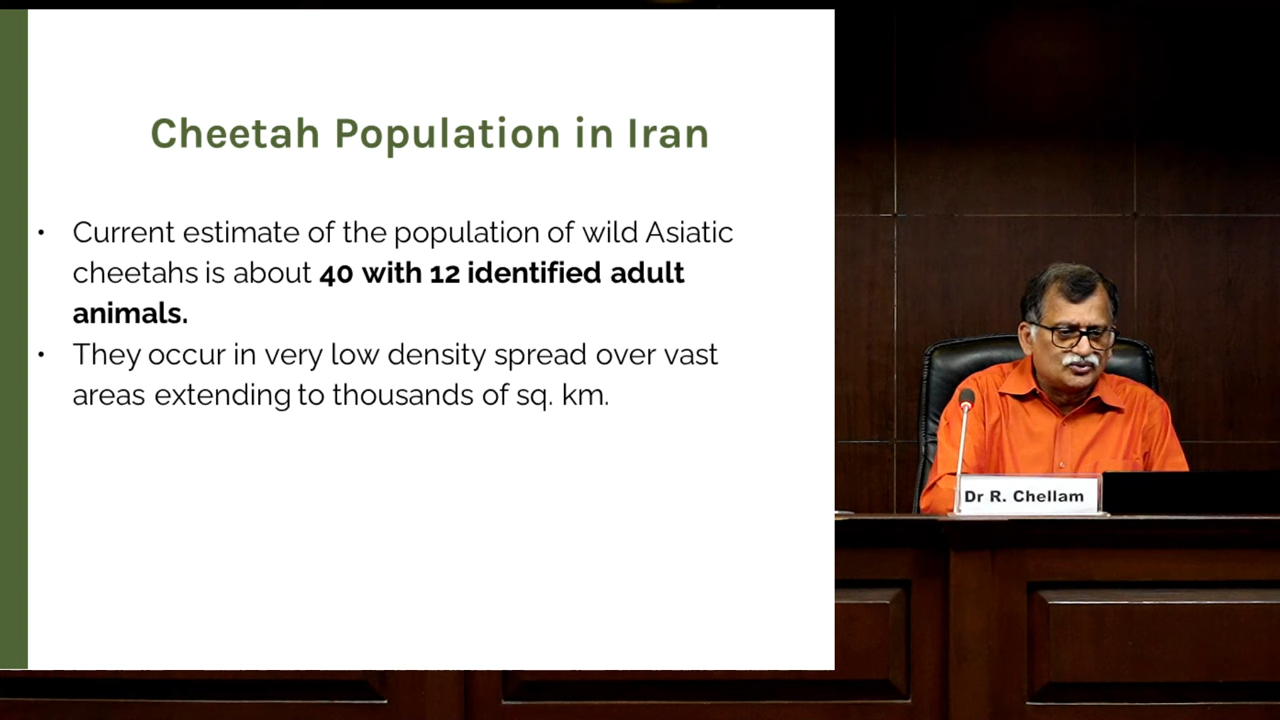 Cheetah Population in Iran
• Current estimate of the population of wild Asiatic
cheetahs is about 40 with 12 identified adult
animals.
• They occur in very low density spread over vast
areas extending to thousands of sq. km.
Dr R. Chellam